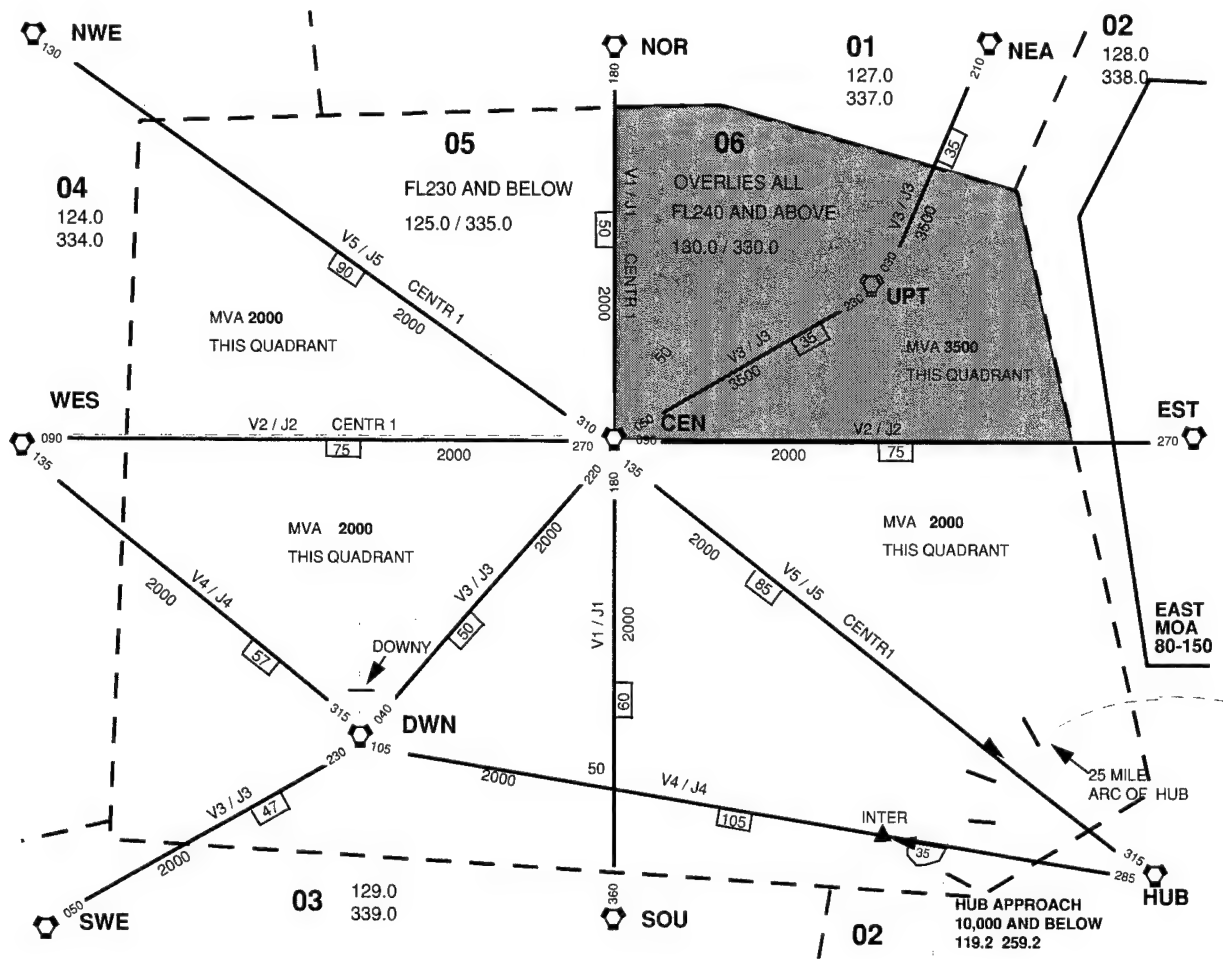 NWE
130
NOR
180
01
127.0
337.0
NEA
210
02
128.0
338.0
05
FL230 AND BELOW
125.0 / 335.0
06
OVERLIES ALL
FL240 AND ABOVE
130.0 / 330.0
04
124.0
334.0
35
V3 / J3
3500
030
UPT
230
V1 / J1
50
CENTR 1
2000
V5 / J5
90
CENTR 1
2000
MVA 2000
THIS QUADRANT
50
V3 / J3
35
3500
MVA 3500
THIS QUADRANT
WES
090
135
V2 / J2
CENTR 1
75
2000
310
270
220
180
050
090
135
CEN
V2 / J2
2000
75
EST
270
MVA 2000
THIS QUADRANT
MVA 2000
THIS QUADRANT
V4 / J4
2000
57
V3 / J3
2000
50
V1 / J1
2000
60
50
2000
V5 / J5
85
CENTR1
EAST
MOA
80-150
DOWNY
315
040
DWN
230
105
2000
V4 / J4
105
25 MILE
ARC OF HUB
INTER
35
315
285
HUB
V3 / J3
47
2000
050
SWE
03
129.0
339.0
360
SOU
02
HUB APPROACH
10,000 AND BELOW
119.2 259.2